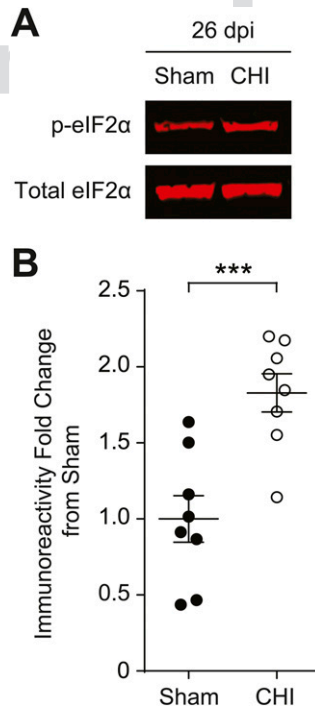 A
26 dpi
Sham CHI
p-eIF2α
Total eIF2α
B
***
2.5
2.0
1.5
1.0
0.5
0
Immunoreactivity Fold Change
from Sham
Sham CHI